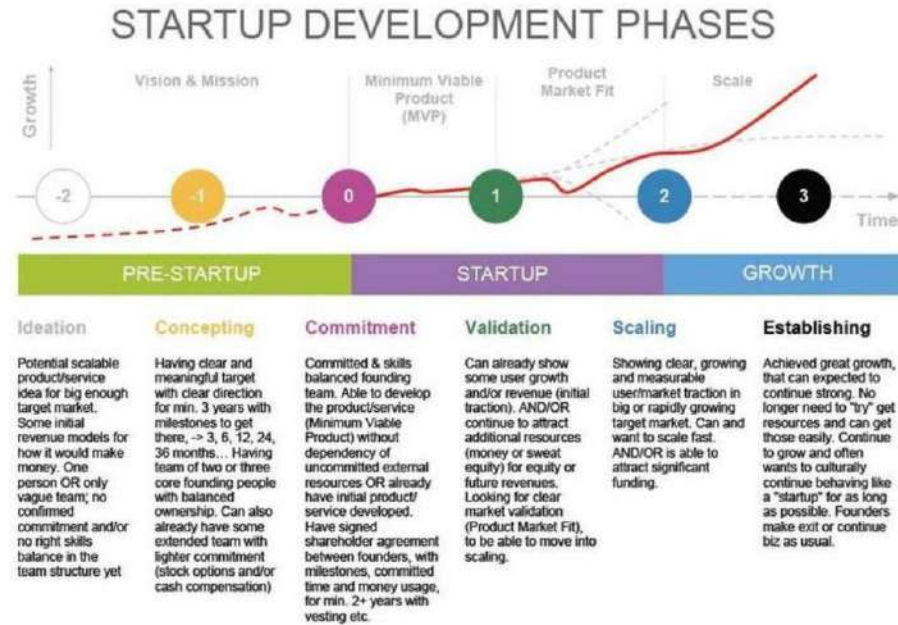 STARTUP DEVELOPMENT PHASES
Growth
Vision & Mission
Minimum Viable
Product
(MVP)
Product
Market Fit
Scale
-2
-1
0
1
2
3
Time
PRE-STARTUP
STARTUP
GROWTH
Ideation
Potential scalable
product/service
idea for big enough
target market.
Some initial
revenue models for
how it would make
money. One
person OR only
vague team; no
confirmed
commitment and/or
no right skills
balance in the
team structure yet
Concepting
Having clear and
meaningful target
with clear direction
for min. 3 years with
milestones to get
there, -> 3, 6, 12, 24,
36 months... Having
team of two or three
core founding people
with balanced
ownership. Can also
already have some
extended team with
lighter commitment
(stock options and/or
cash compensation)
Commitment
Committed & skills
balanced founding
team. Able to develop
the product/service
(Minimum Viable
Product) without
dependency of
uncommitted external
resources OR already
have initial product/
service developed.
Have signed
shareholder agreement
between founders, with
milestones, committed
time and money usage,
for min. 2+ years with
vesting etc.
Validation
Can already show
some user growth
and/or revenue (initial
traction). AND/OR
continue to attract
additional resources
(money or sweat
equity) for equity or
future revenues.
Looking for clear
market validation
(Product Market Fit),
to be able to move into
scaling.
Scaling
Showing clear, growing
and measurable
user/market traction in
big or rapidly growing
target market. Can and
want to scale fast.
AND/OR is able to
attract significant
funding.
Establishing
Achieved great growth,
that can expected to
continue strong. No
longer need to "try" get
resources and can get
those easily. Continue
to grow and often
wants to culturally
continue behaving like
a "startup" for as long
as possible. Founders
make exit or continue
biz as usual.